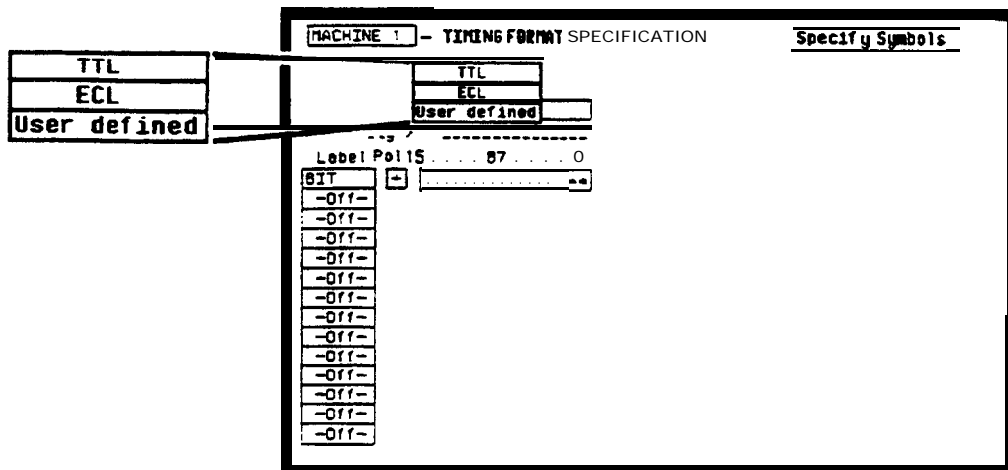 MACHINE 1 - TIMING FORMAT SPECIFICATION
Specify Symbols
TTL
ECL
User defined
TTL
ECL
User defined
Label Pol 15 . . . . 87 . . . . 0
BIT +
-Off-
-Off-
-Off-
-Off-
-Off-
-Off-
-Off-
-Off-
-Off-
-Off-
-Off-
-Off-
-Off-